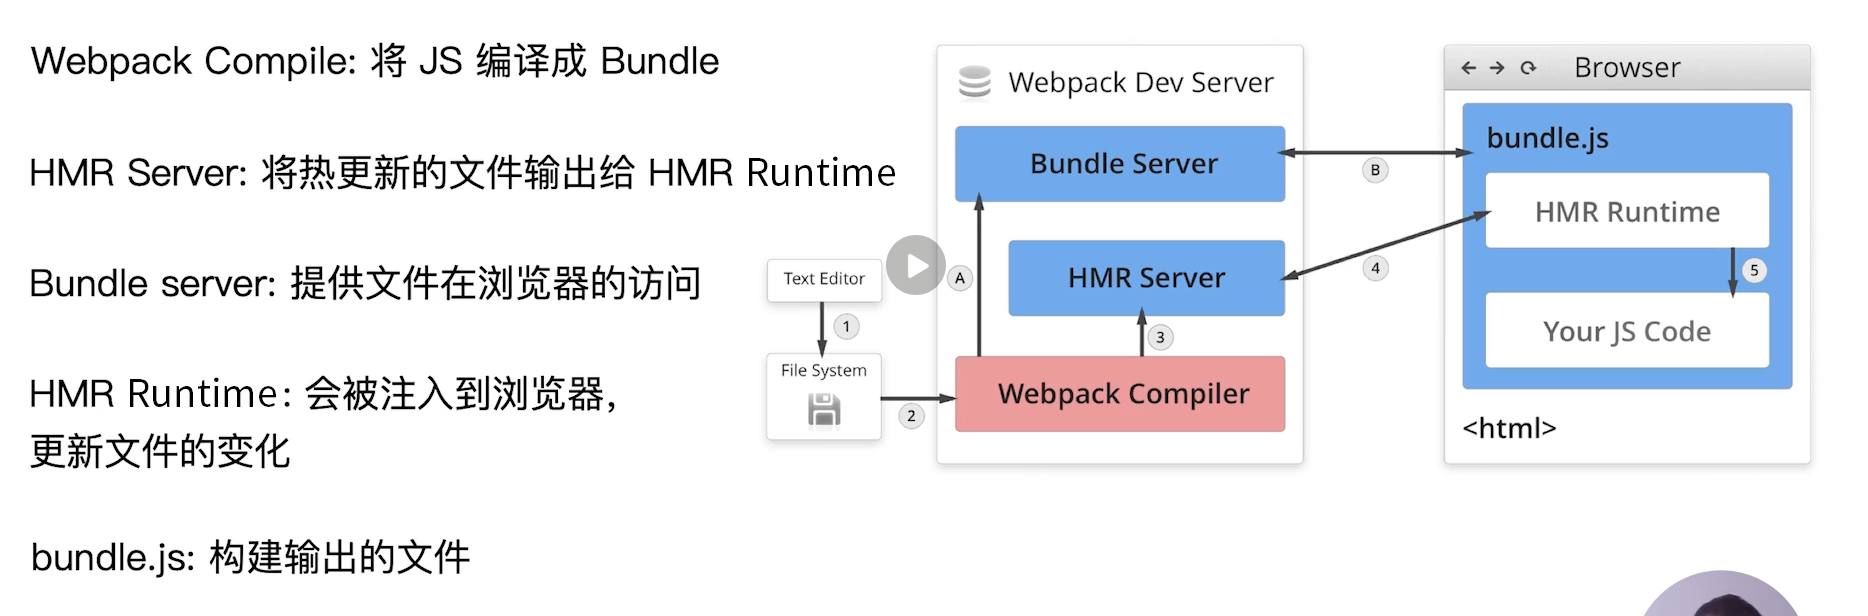 Webpack Compile: 将 JS 编译成 Bundle
HMR Server: 将热更新的文件输出给 HMR Runtime
Bundle server: 提供文件在浏览器的访问
HMR Runtime: 会被注入到浏览器，
更新文件的变化
bundle.js: 构建输出的文件
Text Editor
1
File System
2
Webpack Dev Server
Bundle Server
A
HMR Server
3
Webpack Compiler
B
4
Browser
bundle.js
HMR Runtime
5
Your JS Code
<html>